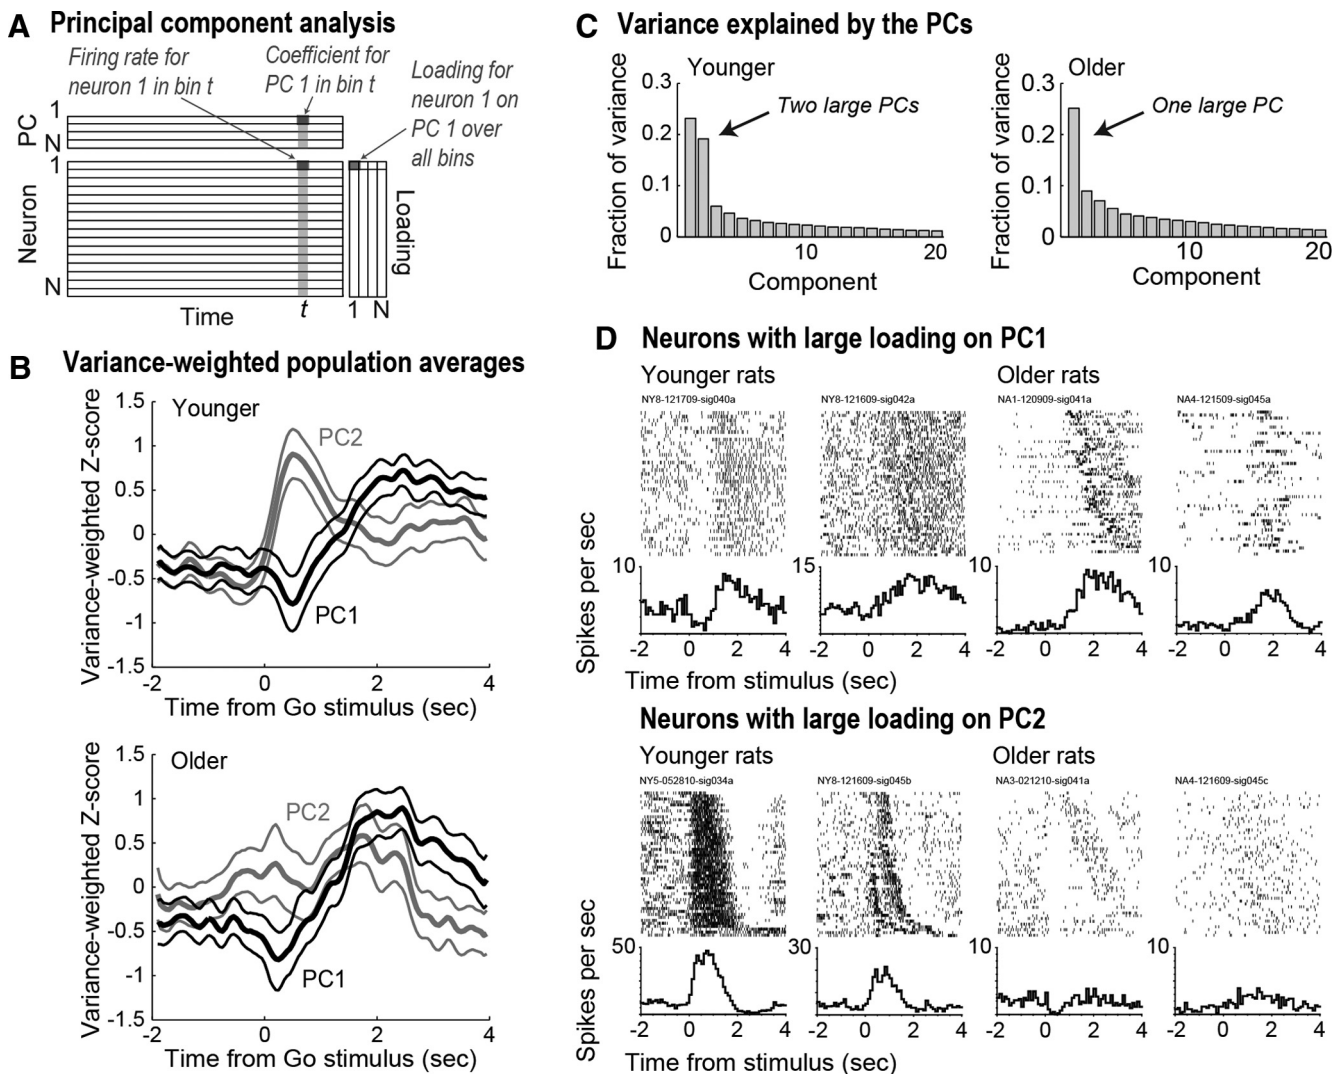 A Principal component analysis
Firing rate for
neuron 1 in bin t
Coefficient for
PC 1 in bin t
Loading for
neuron 1 on
PC 1 over
all bins
PC
1
N
Neuron
1
N
Loading
Time
t
1 N
B Variance-weighted population averages
Variance-weighted Z-score
Younger
1.5
1
0.5
0
-0.5
-1
-1.5
PC2
PC1
-2 0 2 4
Time from Go stimulus (sec)
Variance-weighted Z-score
Older
1.5
1
0.5
0
-0.5
-1
-1.5
PC2
PC1
-2 0 2 4
Time from Go stimulus (sec)
C Variance explained by the PCs
Fraction of variance
Younger
0.3
0.2
0.1
0
Two large PCs
10 20
Component
Fraction of variance
Older
0.3
0.2
0.1
0
One large PC
10 20
Component
D Neurons with large loading on PC1
Younger rats
Older rats
NY8-121709-sig040a
NY8-121609-sig042a
NA1-120909-sig041a
NA4-121509-sig045a
Spikes per sec
10
15
10
10
-2 0 2 4
-2 0 2 4
-2 0 2 4
-2 0 2 4
Time from stimulus (sec)
Neurons with large loading on PC2
Younger rats
Older rats
NY5-052810-sig034a
NY8-121609-sig045b
NA3-021210-sig041a
NA4-121609-sig045c
Spikes per sec
50
30
10
10
-2 0 2 4
-2 0 2 4
-2 0 2 4
-2 0 2 4
Time from stimulus (sec)